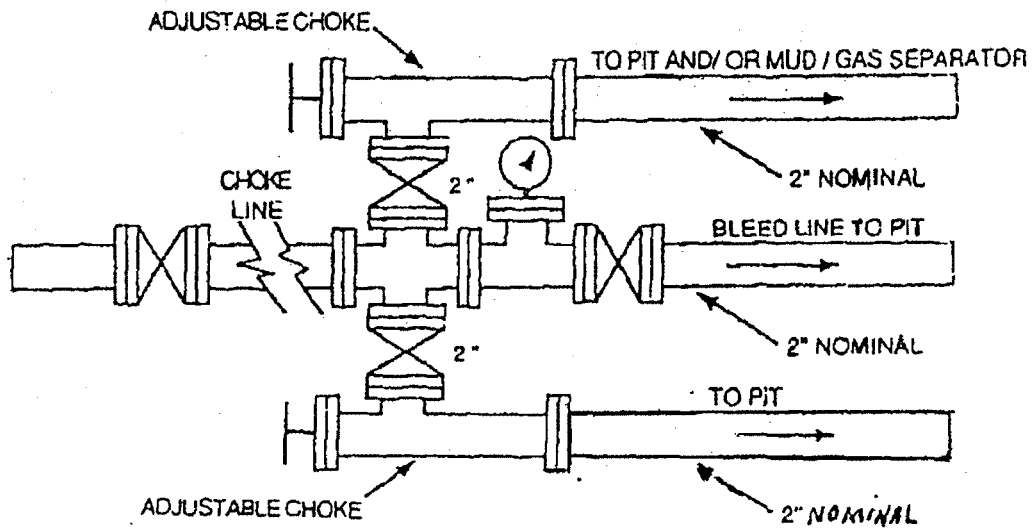 ADJUSTABLE CHOKE
TO PIT AND/ OR MUD / GAS SEPARATOR
2"
2" NOMINAL
CHOKE
LINE
BLEED LINE TO PIT
2" NOMINAL
2"
TO PIT
ADJUSTABLE CHOKE
2" NOMINAL